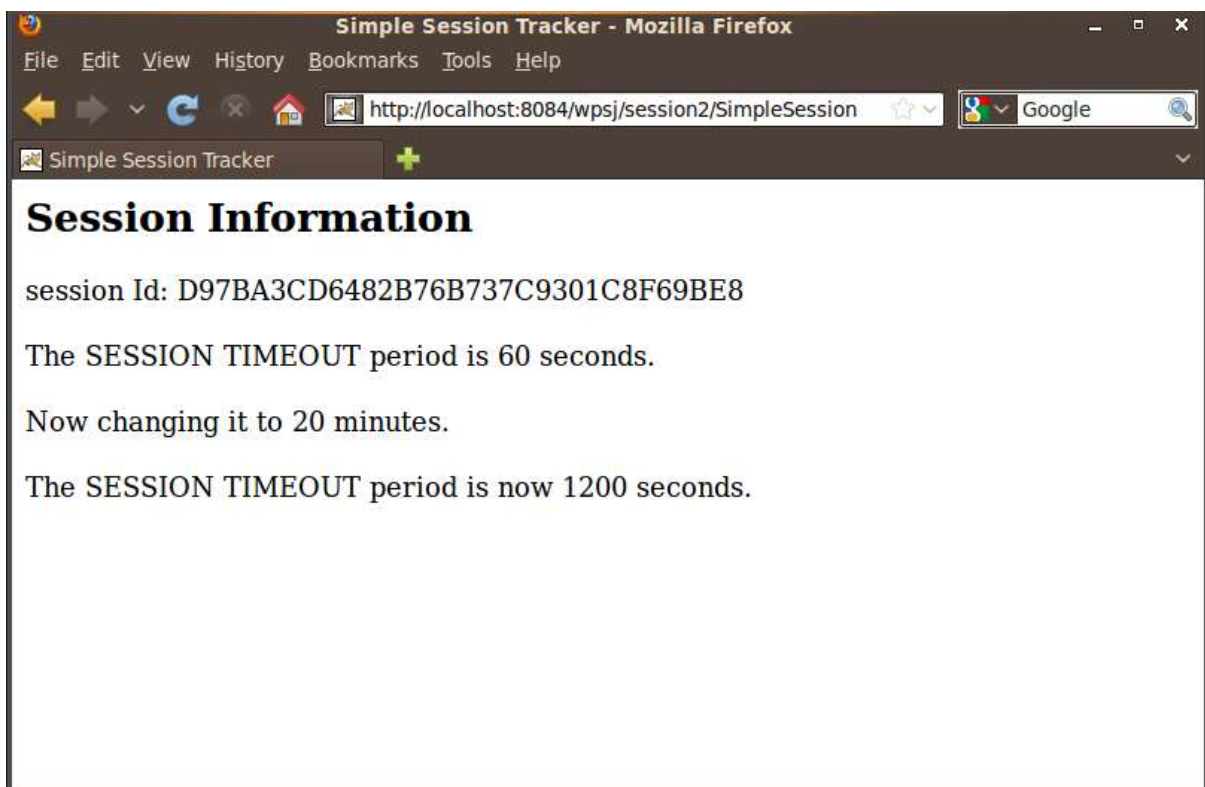 Simple Session Tracker - Mozilla Firefox
File Edit View History Bookmarks Tools Help
http://localhost:8084/wpsj/session2/SimpleSession Google
Simple Session Tracker
Session Information
session Id: D97BA3CD6482B76B737C9301C8F69BE8
The SESSION TIMEOUT period is 60 seconds.
Now changing it to 20 minutes.
The SESSION TIMEOUT period is now 1200 seconds.